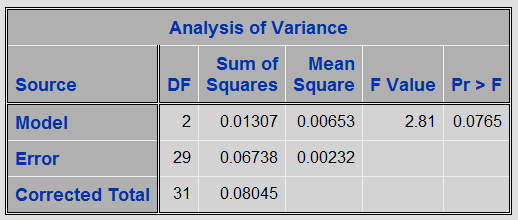 Analysis of Variance
Source DF Sum of Squares Mean Square F Value Pr > F
Model 2 0.01307 0.00653 2.81 0.0765
Error 29 0.06738 0.00232
Corrected Total 31 0.08045